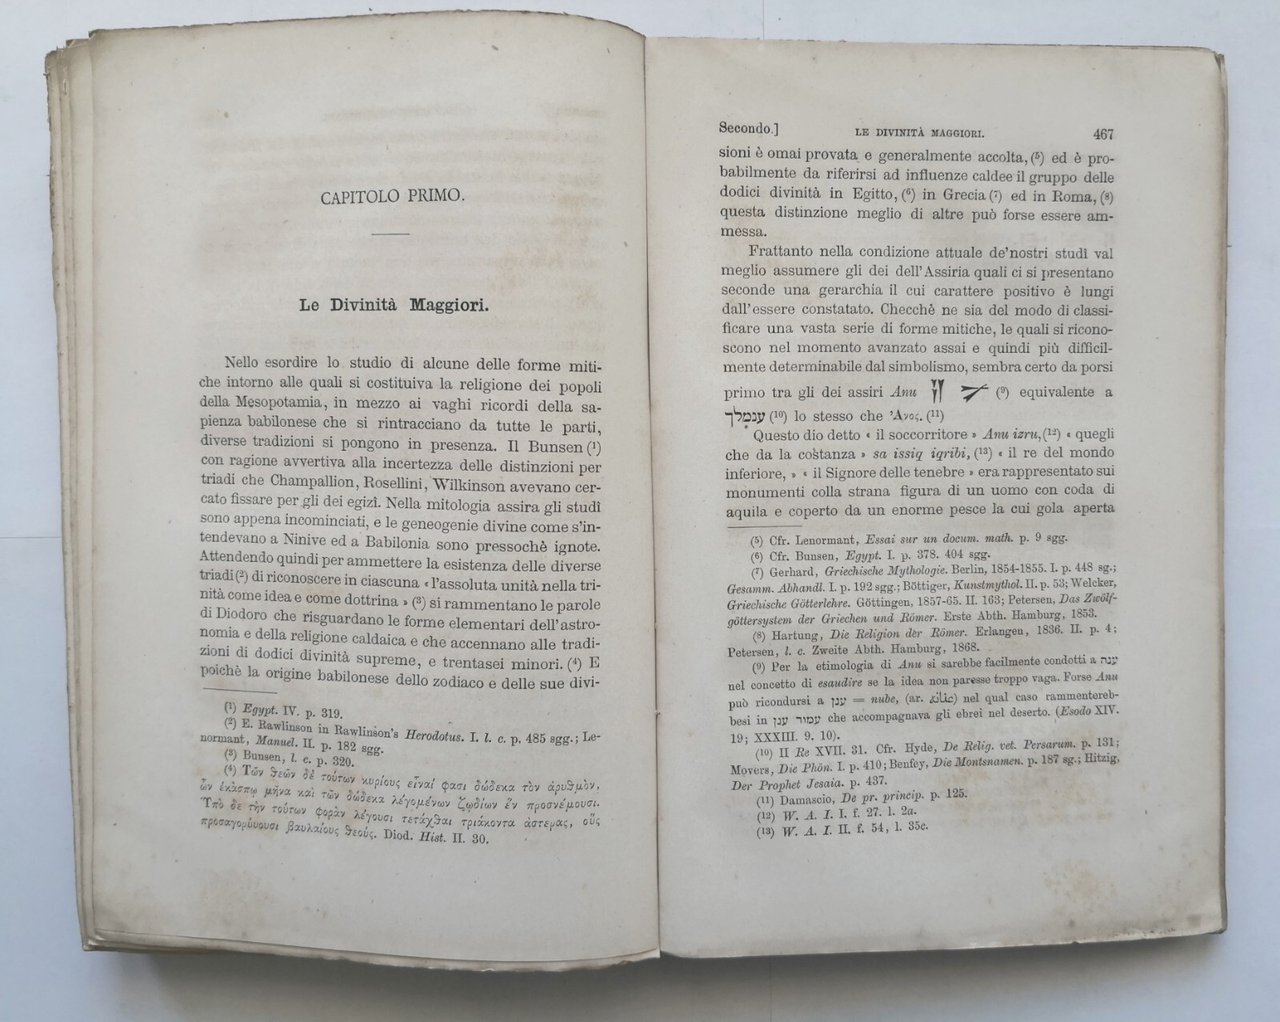 CAPITOLO PRIMO.
Le Divinità Maggiori.
Nello esordire lo studio di alcune delle forme miti-
che intorno alle quali si costituiva la religione dei popoli
della Mesopotamia, in mezzo ai vaghi ricordi della sa-
pienza babilonese che si rintracciano da tutte le parti,
diverse tradizioni si pongono in presenza. Il Bunsen (¹)
con ragione avvertiva alla incertezza delle distinzioni per
triadi che Champallion, Rosellini, Wilkinson avevano cer-
cato fissare per gli dei egizî. Nella mitologia assira gli studî
sono appena incominciati, e le geneogenie divine come s'in-
tendevano a Ninive ed a Babilonia sono pressochè ignote.
Attendendo quindi per ammettere la esistenza delle diverse
triadi (²) di riconoscere in ciascuna « l'assoluta unità nella tri-
nità come idea e come dottrina » (³) si rammentano le parole
di Diodoro che risguardano le forme elementari dell'astro-
nomia e della religione caldaica e che accennano alle tradi-
zioni di dodici divinità supreme, e trentasei minori. (⁴) E
poichè la origine babilonese dello zodiaco e delle sue divi-
(¹) Egypt. IV. p. 319.
(²) E. Rawlinson in Rawlinson's Herodotus. I. l. c. p. 485 sgg.; Le-
normant, Manuel. II. p. 182 sgg.
(³) Bunsen, l. c. p. 320.
(⁴) Τῶν θεῶν δὲ τούτων κυρίους εἶναί φασι δώδεκα τὸν ἀρυθμὸν,
ὧν ἑκάσπῳ μῆνα καὶ τῶν δώδεκα λεγομένων ζῳδίων ἓν προσνέμουσι.
Ὑπὸ δε τὴν τούτων φορὰν λέγουσι τετάχθαι τριάκοντα ἀστερας, οὓς
προσαγορύυουσι βαυλαίους θεούς. Diod. Hist. II. 30.
Secondo.] LE DIVINITÀ MAGGIORI. 467
sioni è omai provata e generalmente accolta, (⁵) ed è pro-
babilmente da riferirsi ad influenze caldee il gruppo delle
dodici divinità in Egitto, (⁶) in Grecia (⁷) ed in Roma, (⁸)
questa distinzione meglio di altre può forse essere am-
messa.
Frattanto nella condizione attuale de' nostri studî val
meglio assumere gli dei dell'Assiria quali ci si presentano
seconde una gerarchia il cui carattere positivo è lungi
dall'essere constatato. Checchè ne sia del modo di classi-
ficare una vasta serie di forme mitiche, le quali si ricono-
scono nel momento avanzato assai e quindi più difficil-
mente determinabile dal simbolismo, sembra certo da porsi
primo tra gli dei assiri Anu (⁹) equivalente a
ענמלך (¹⁰) lo stesso che Ἀνος. (¹¹)
Questo dio detto « il soccorritore » Anu izru, (¹²) « quegli
che da la costanza » sa issiq iqribi, (¹³) « il re del mondo
inferiore, » « il Signore delle tenebre » era rappresentato sui
monumenti colla strana figura di un uomo con coda di
aquila e coperto da un enorme pesce la cui gola aperta
(5) Cfr. Lenormant, Essai sur un docum. math. p. 9 sgg.
(6) Cfr. Bunsen, Egypt. I. p. 378. 404 sgg.
(7) Gerhard, Griechische Mythologie. Berlin, 1854-1855. I. p. 448 sg.;
Gesamm. Abhandl. I. p. 192 sgg.; Böttiger, Kunstmythol. II. p. 53; Welcker,
Griechische Götterlehre. Göttingen, 1857-65. II. 163; Petersen, Das Zwölf-
göttersystem der Griechen und Römer. Erste Abth. Hamburg, 1853.
(8) Hartung, Die Religion der Römer. Erlangen, 1836. II. p. 4;
Petersen, l. c. Zweite Abth. Hamburg, 1868.
(9) Per la etimologia di Anu si sarebbe facilmente condotti a ענה
nel concetto di esaudire se la idea non paresse troppo vaga. Forse Anu
può ricondursi a ענן = nube, (ar. ) nel qual caso rammentereb-
besi in עמוד ענן che accompagnava gli ebrei nel deserto. (Esodo XIV.
19; XXXIII. 9. 10).
(10) II Re XVII. 31. Cfr. Hyde, De Relig. vet. Persarum. p. 131;
Movers, Die Phön. I. p. 410; Benfey, Die Montsnamen. p. 187 sg.; Hitzig,
Der Prophet Jesaia. p. 437.
(11) Damascio, De pr. princip. p. 125.
(12) W. A. I. I. f. 27. l. 2a.
(13) W. A. I. II. f. 54, l. 35c.